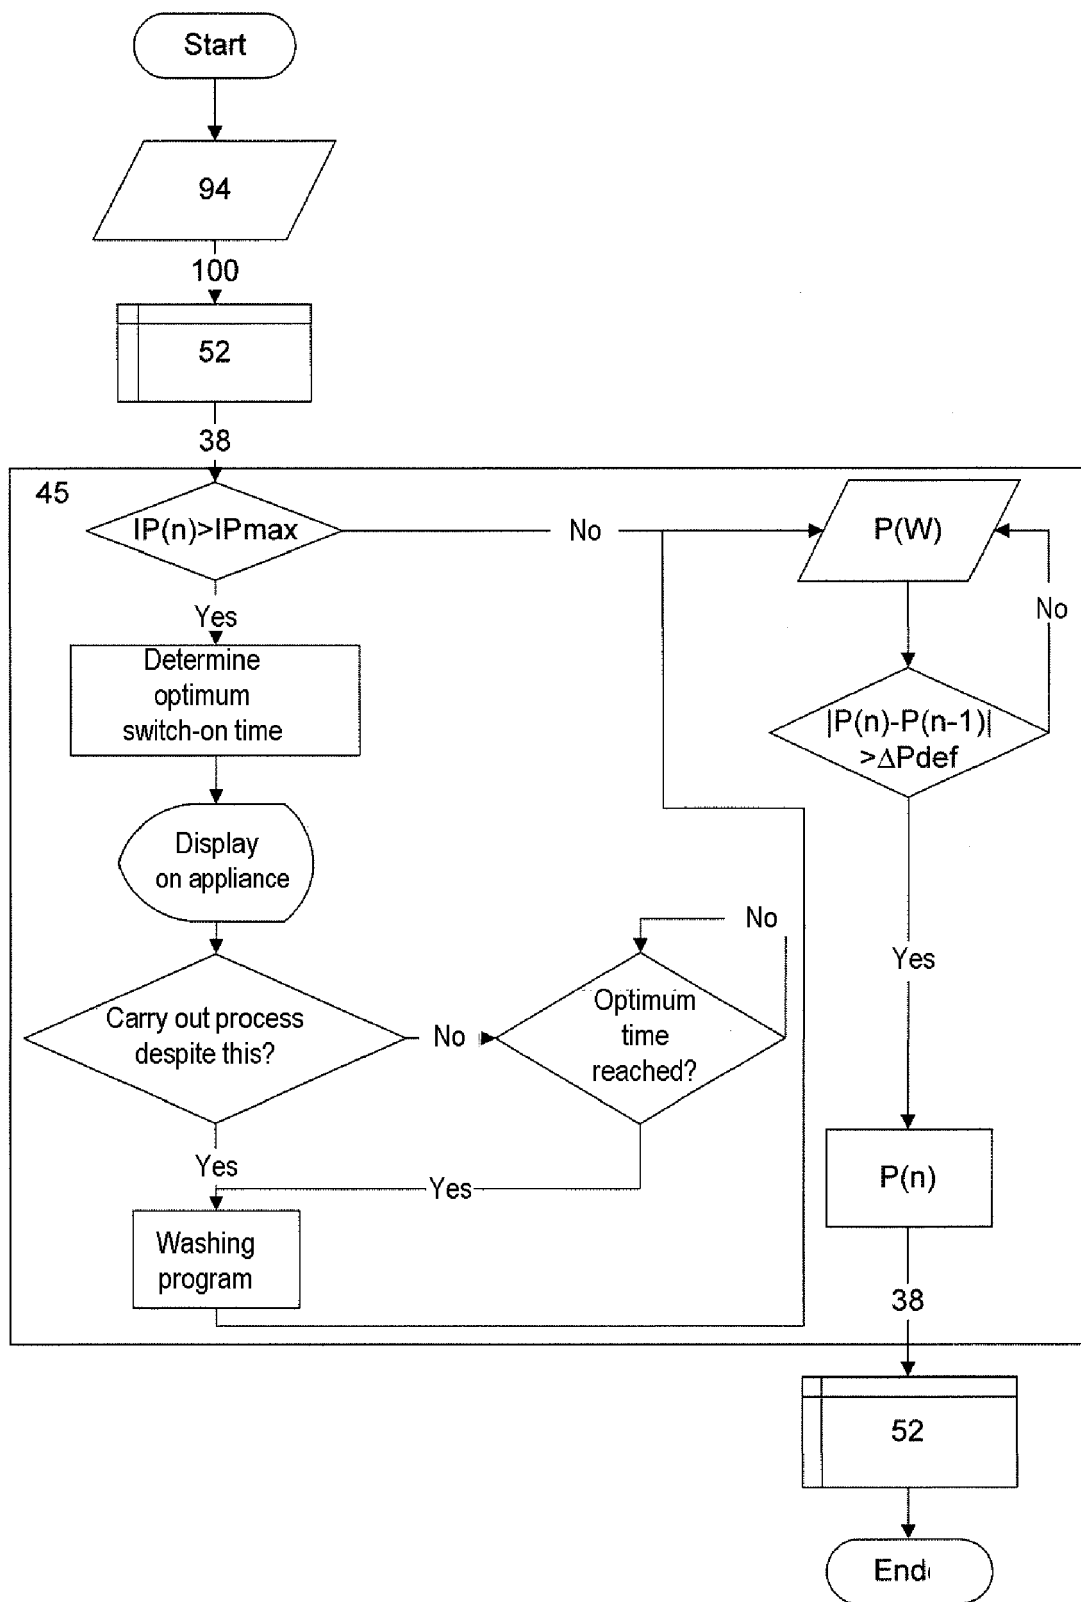 Start
94
100
52
38
45
IP(n)>IPmax
No
P(W)
No
Yes
Determine
optimum
switch-on time
|P(n)-P(n-1)|
>ΔPdef
Display
on appliance
No
Yes
Carry out process
despite this?
No
Optimum
time
reached?
Yes
Yes
P(n)
Washing
program
38
52
End